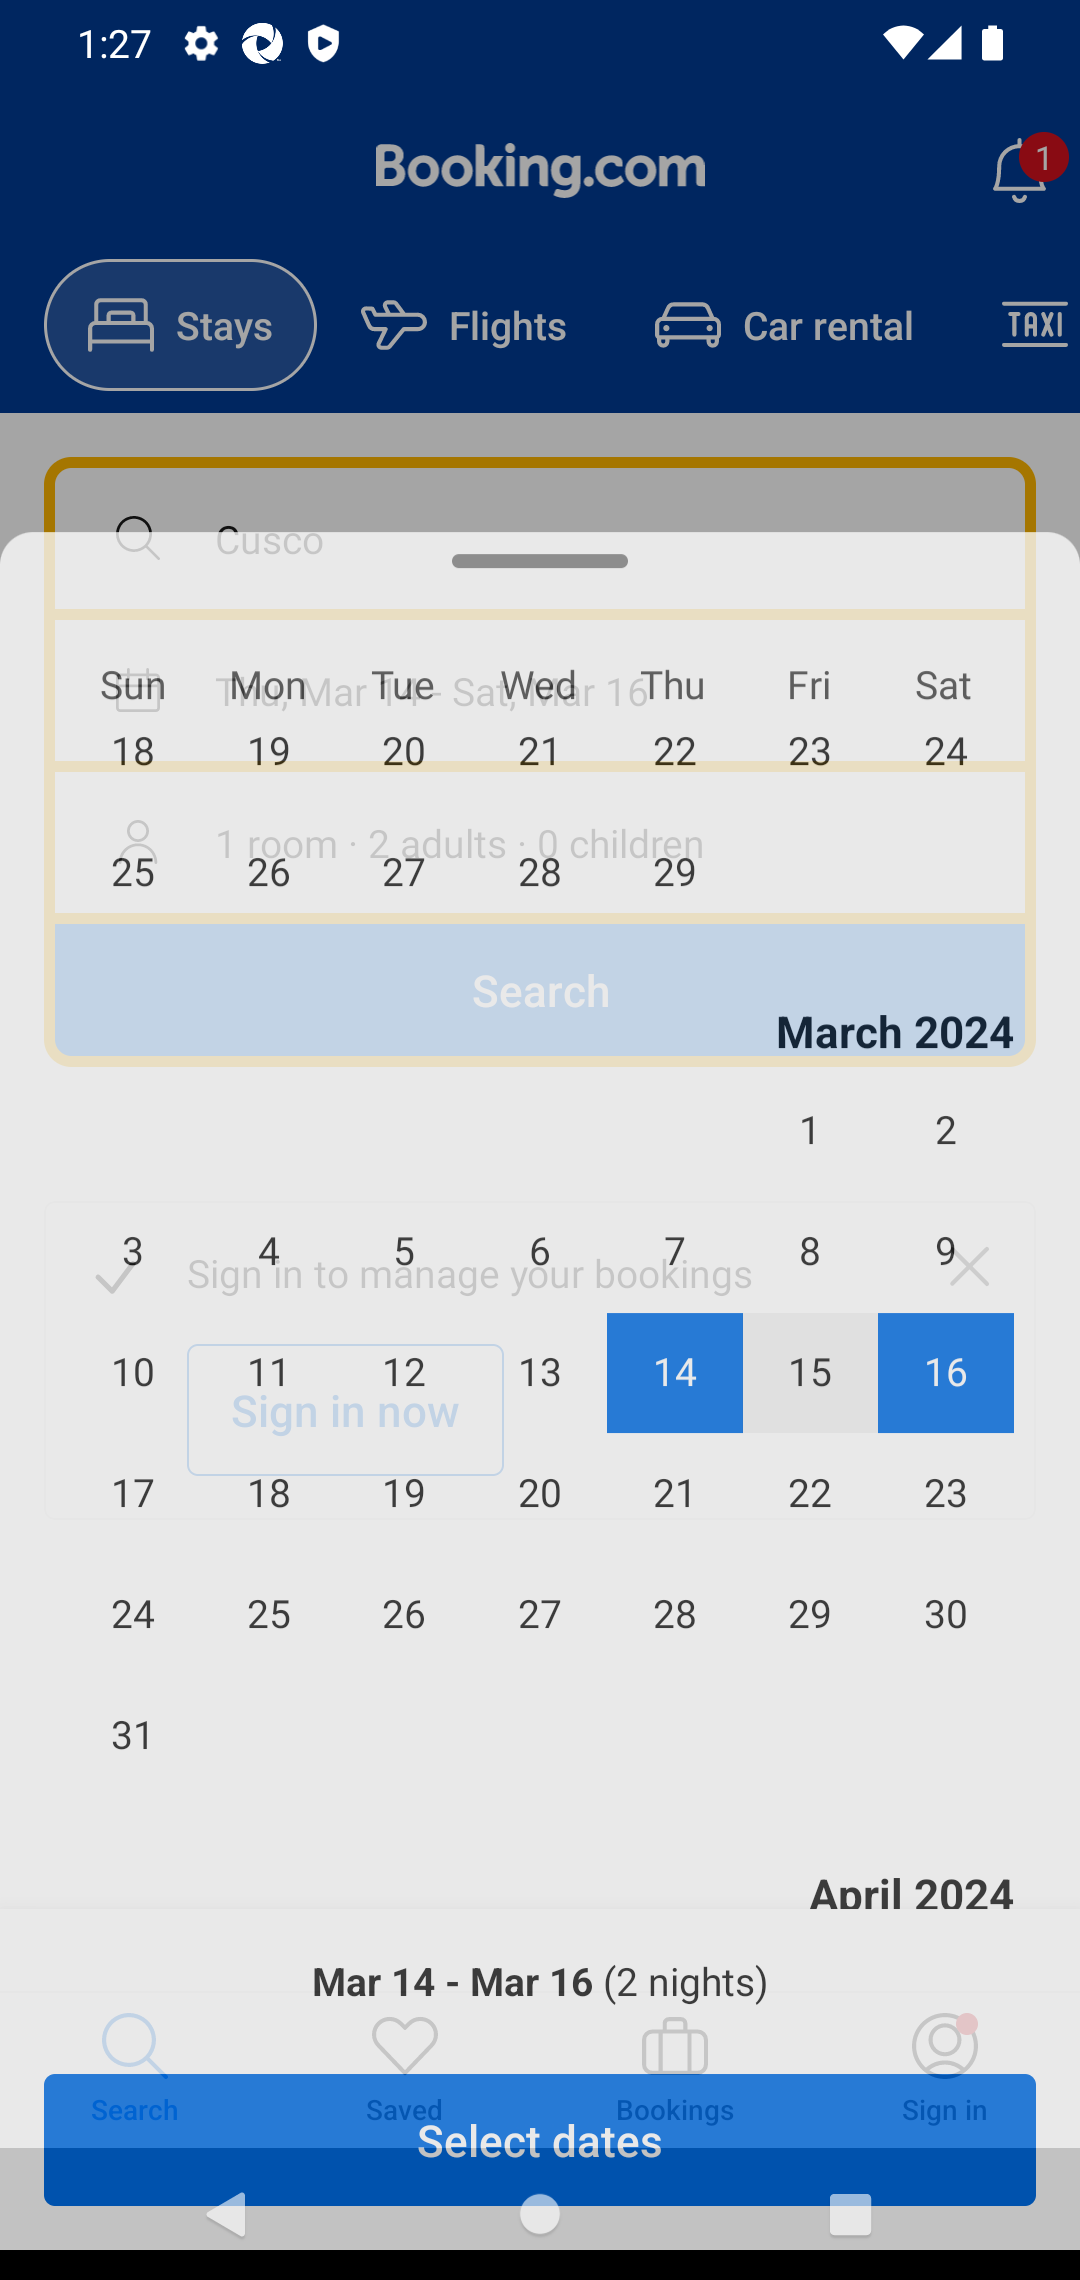 1:27
Booking.com
1
Stays
Flights
Car rental
TAXI
Cusco
Thu, Mar 14 - Sat, Mar 16
Sun Mon Tue Wed Thu Fri Sat
18 19 20 21 22 23 24
1 room · 2 adults · 0 children
25 26 27 28 29
Search
March 2024
1 2
3 4 5 6 7 8 9
Sign in to manage your bookings
10 11 12 13 14 15 16
Sign in now
17 18 19 20 21 22 23
24 25 26 27 28 29 30
31
April 2024
Mar 14 - Mar 16 (2 nights)
Search Saved Bookings Sign in
Select dates